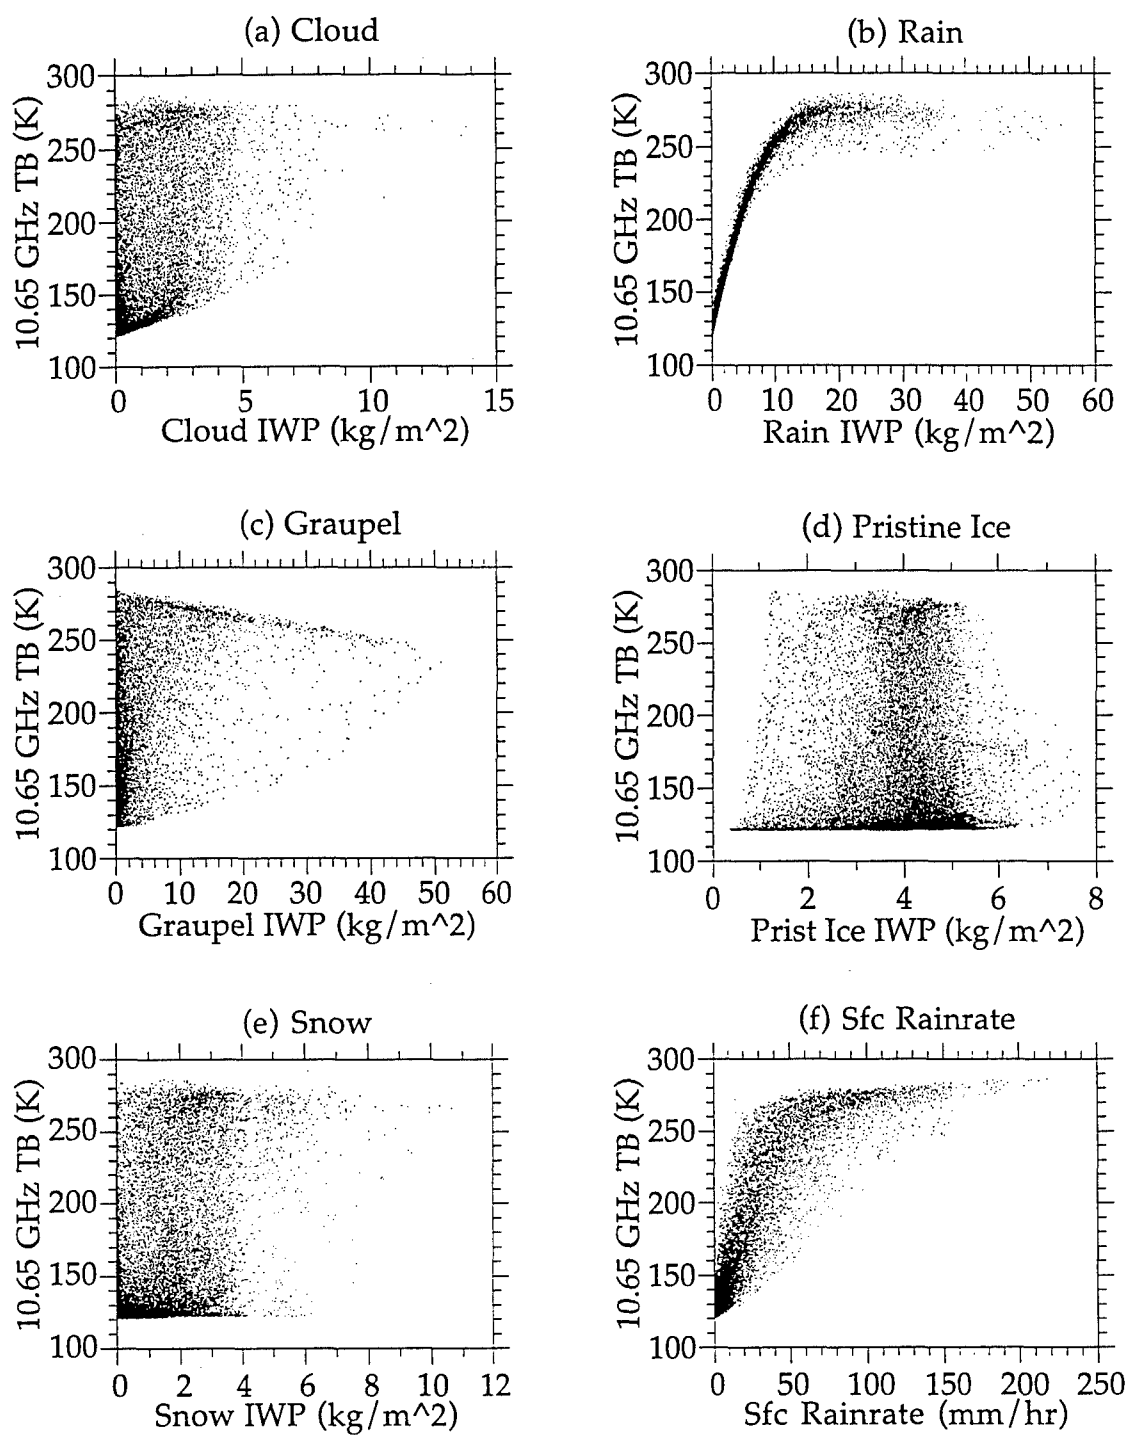 (a) Cloud
300
250
200
150
100
10.65 GHz TB (K)
0 5 10 15
Cloud IWP (kg/m^2)
(b) Rain
300
250
200
150
100
10.65 GHz TB (K)
0 10 20 30 40 50 60
Rain IWP (kg/m^2)
(c) Graupel
300
250
200
150
100
10.65 GHz TB (K)
0 10 20 30 40 50 60
Graupel IWP (kg/m^2)
(d) Pristine Ice
300
250
200
150
100
10.65 GHz TB (K)
0 2 4 6 8
Prist Ice IWP (kg/m^2)
(e) Snow
300
250
200
150
100
10.65 GHz TB (K)
0 2 4 6 8 10 12
Snow IWP (kg/m^2)
(f) Sfc Rainrate
300
250
200
150
100
10.65 GHz TB (K)
0 50 100 150 200 250
Sfc Rainrate (mm/hr)